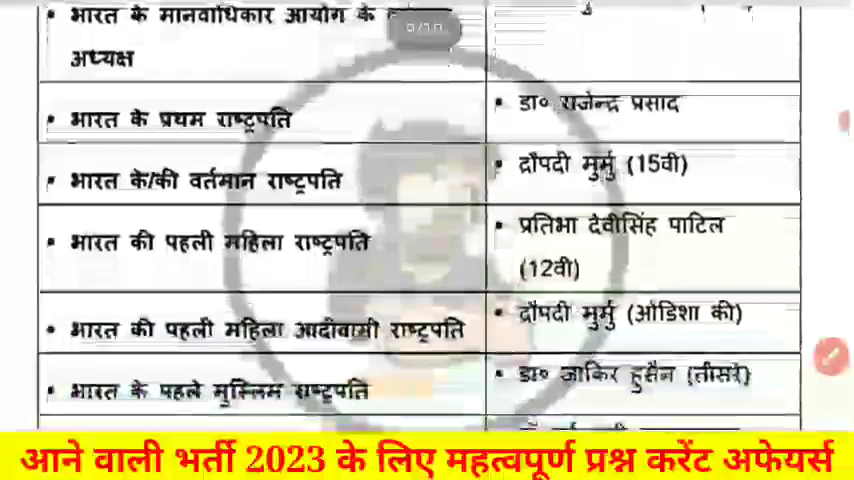 भारत के मानवाधिकार आयोग के
अध्यक्ष
भारत के प्रथम राष्ट्रपति
डा० राजेन्द्र प्रसाद
भारत के/की वर्तमान राष्ट्रपति
द्रौपदी मुर्मु (15वी)
भारत की पहली महिला राष्ट्रपति
प्रतिभा देवीसिंह पाटिल
(12वी)
भारत की पहली महिला आदीवासी राष्ट्रपति
द्रौपदी मुर्मु (ओडिशा की)
भारत के पहले मुस्लिम राष्ट्रपति
डा० जाकिर हुसैन (तीसरे)
आने वाली भर्ती 2023 के लिए महत्वपूर्ण प्रश्न करेंट अफेयर्स